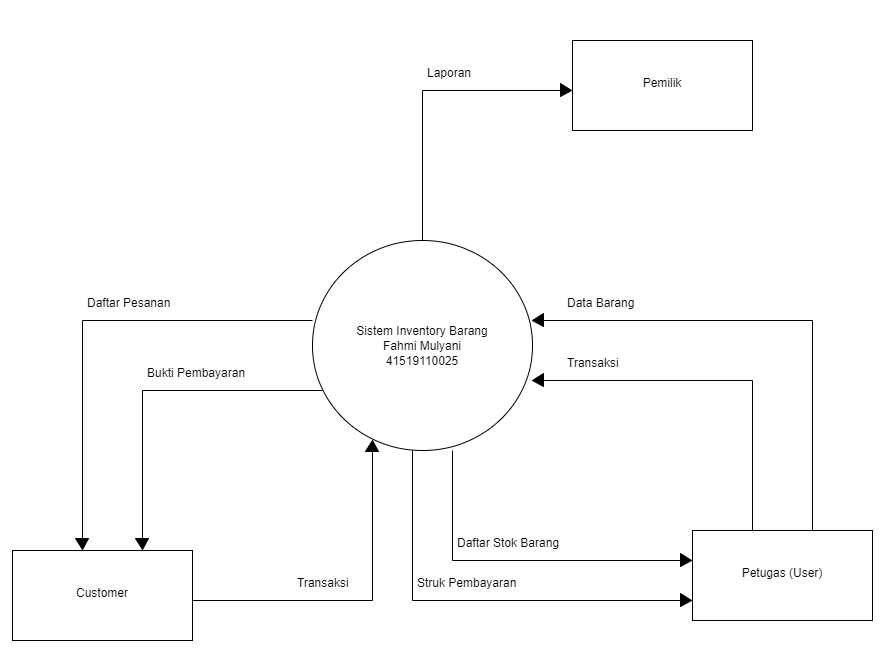 Laporan
Pemilik
Daftar Pesanan
Data Barang
Sistem Inventory Barang
Fahmi Mulyani
41519110025
Bukti Pembayaran
Transaksi
Daftar Stok Barang
Petugas (User)
Transaksi
Struk Pembayaran
Customer